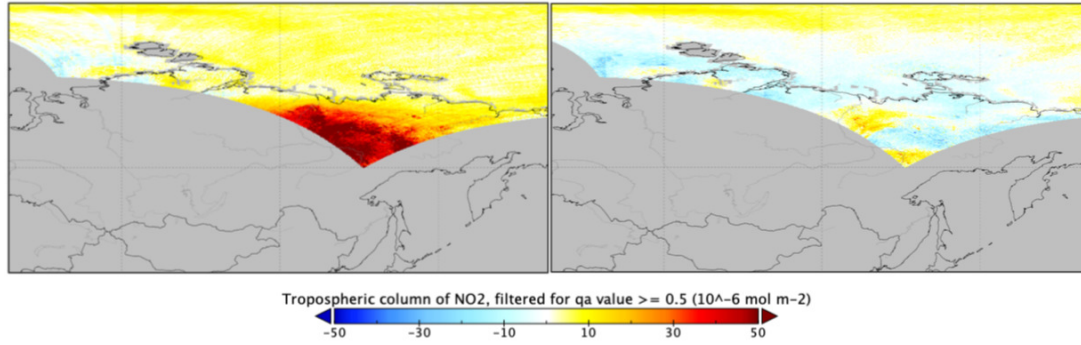 Tropospheric column of NO2, filtered for qa value >= 0.5 (10^-6 mol m-2)
-50 -30 -10 10 30 50